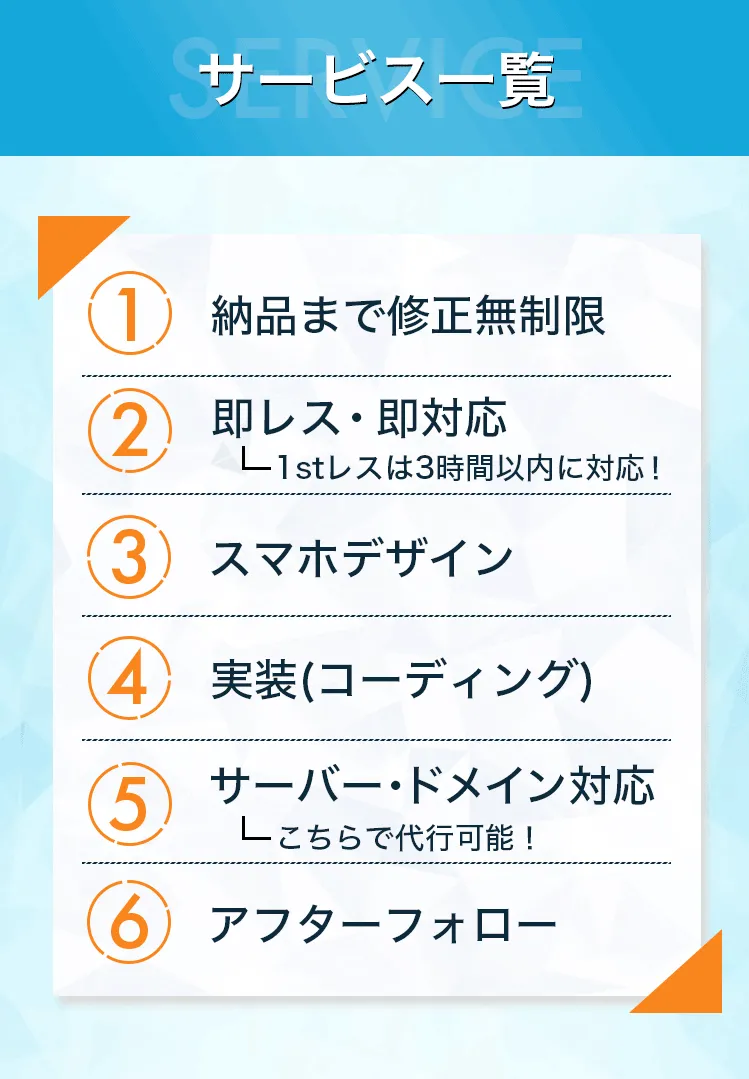 SERVICE
サービス一覧
1 納品まで修正無制限
2 即レス・即対応
1stレスは3時間以内に対応！
3 スマホデザイン
4 実装(コーディング)
5 サーバー・ドメイン対応
こちらで代行可能！
6 アフターフォロー